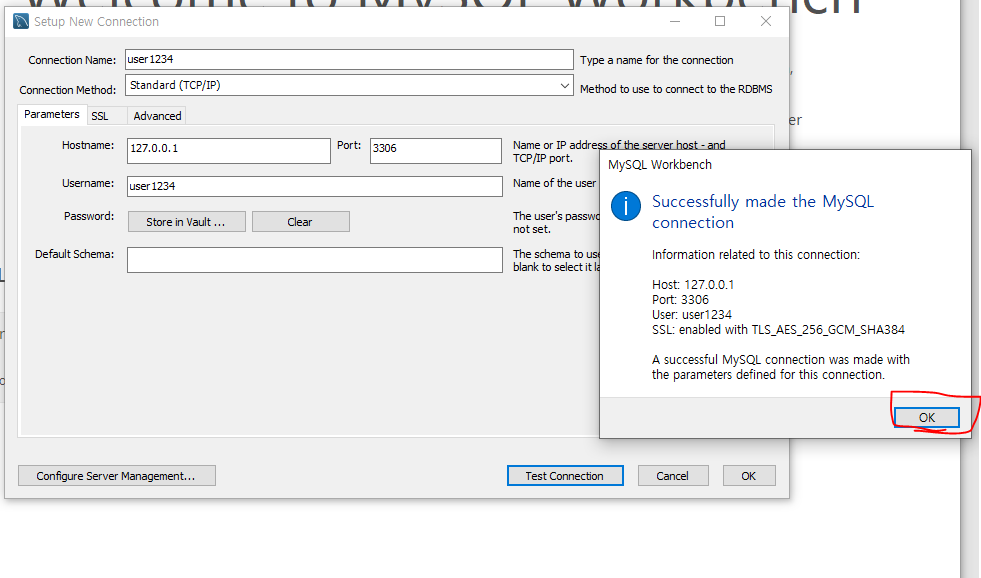 Welcome to MySQL Workbench
Setup New Connection
Connection Name: user1234 Type a name for the connection
Connection Method: Standard (TCP/IP) Method to use to connect to the RDBMS
Parameters SSL Advanced
er
Hostname: 127.0.0.1 Port: 3306 Name or IP address of the server host - and
TCP/IP port.
Username: user1234 Name of the user
Password: Store in Vault ... Clear The user's passwo
not set.
Default Schema: The schema to use
blank to select it la
MySQL Workbench
Successfully made the MySQL
connection
Information related to this connection:
Host: 127.0.0.1
Port: 3306
User: user1234
SSL: enabled with TLS_AES_256_GCM_SHA384
A successful MySQL connection was made with
the parameters defined for this connection.
OK
Configure Server Management... Test Connection Cancel OK